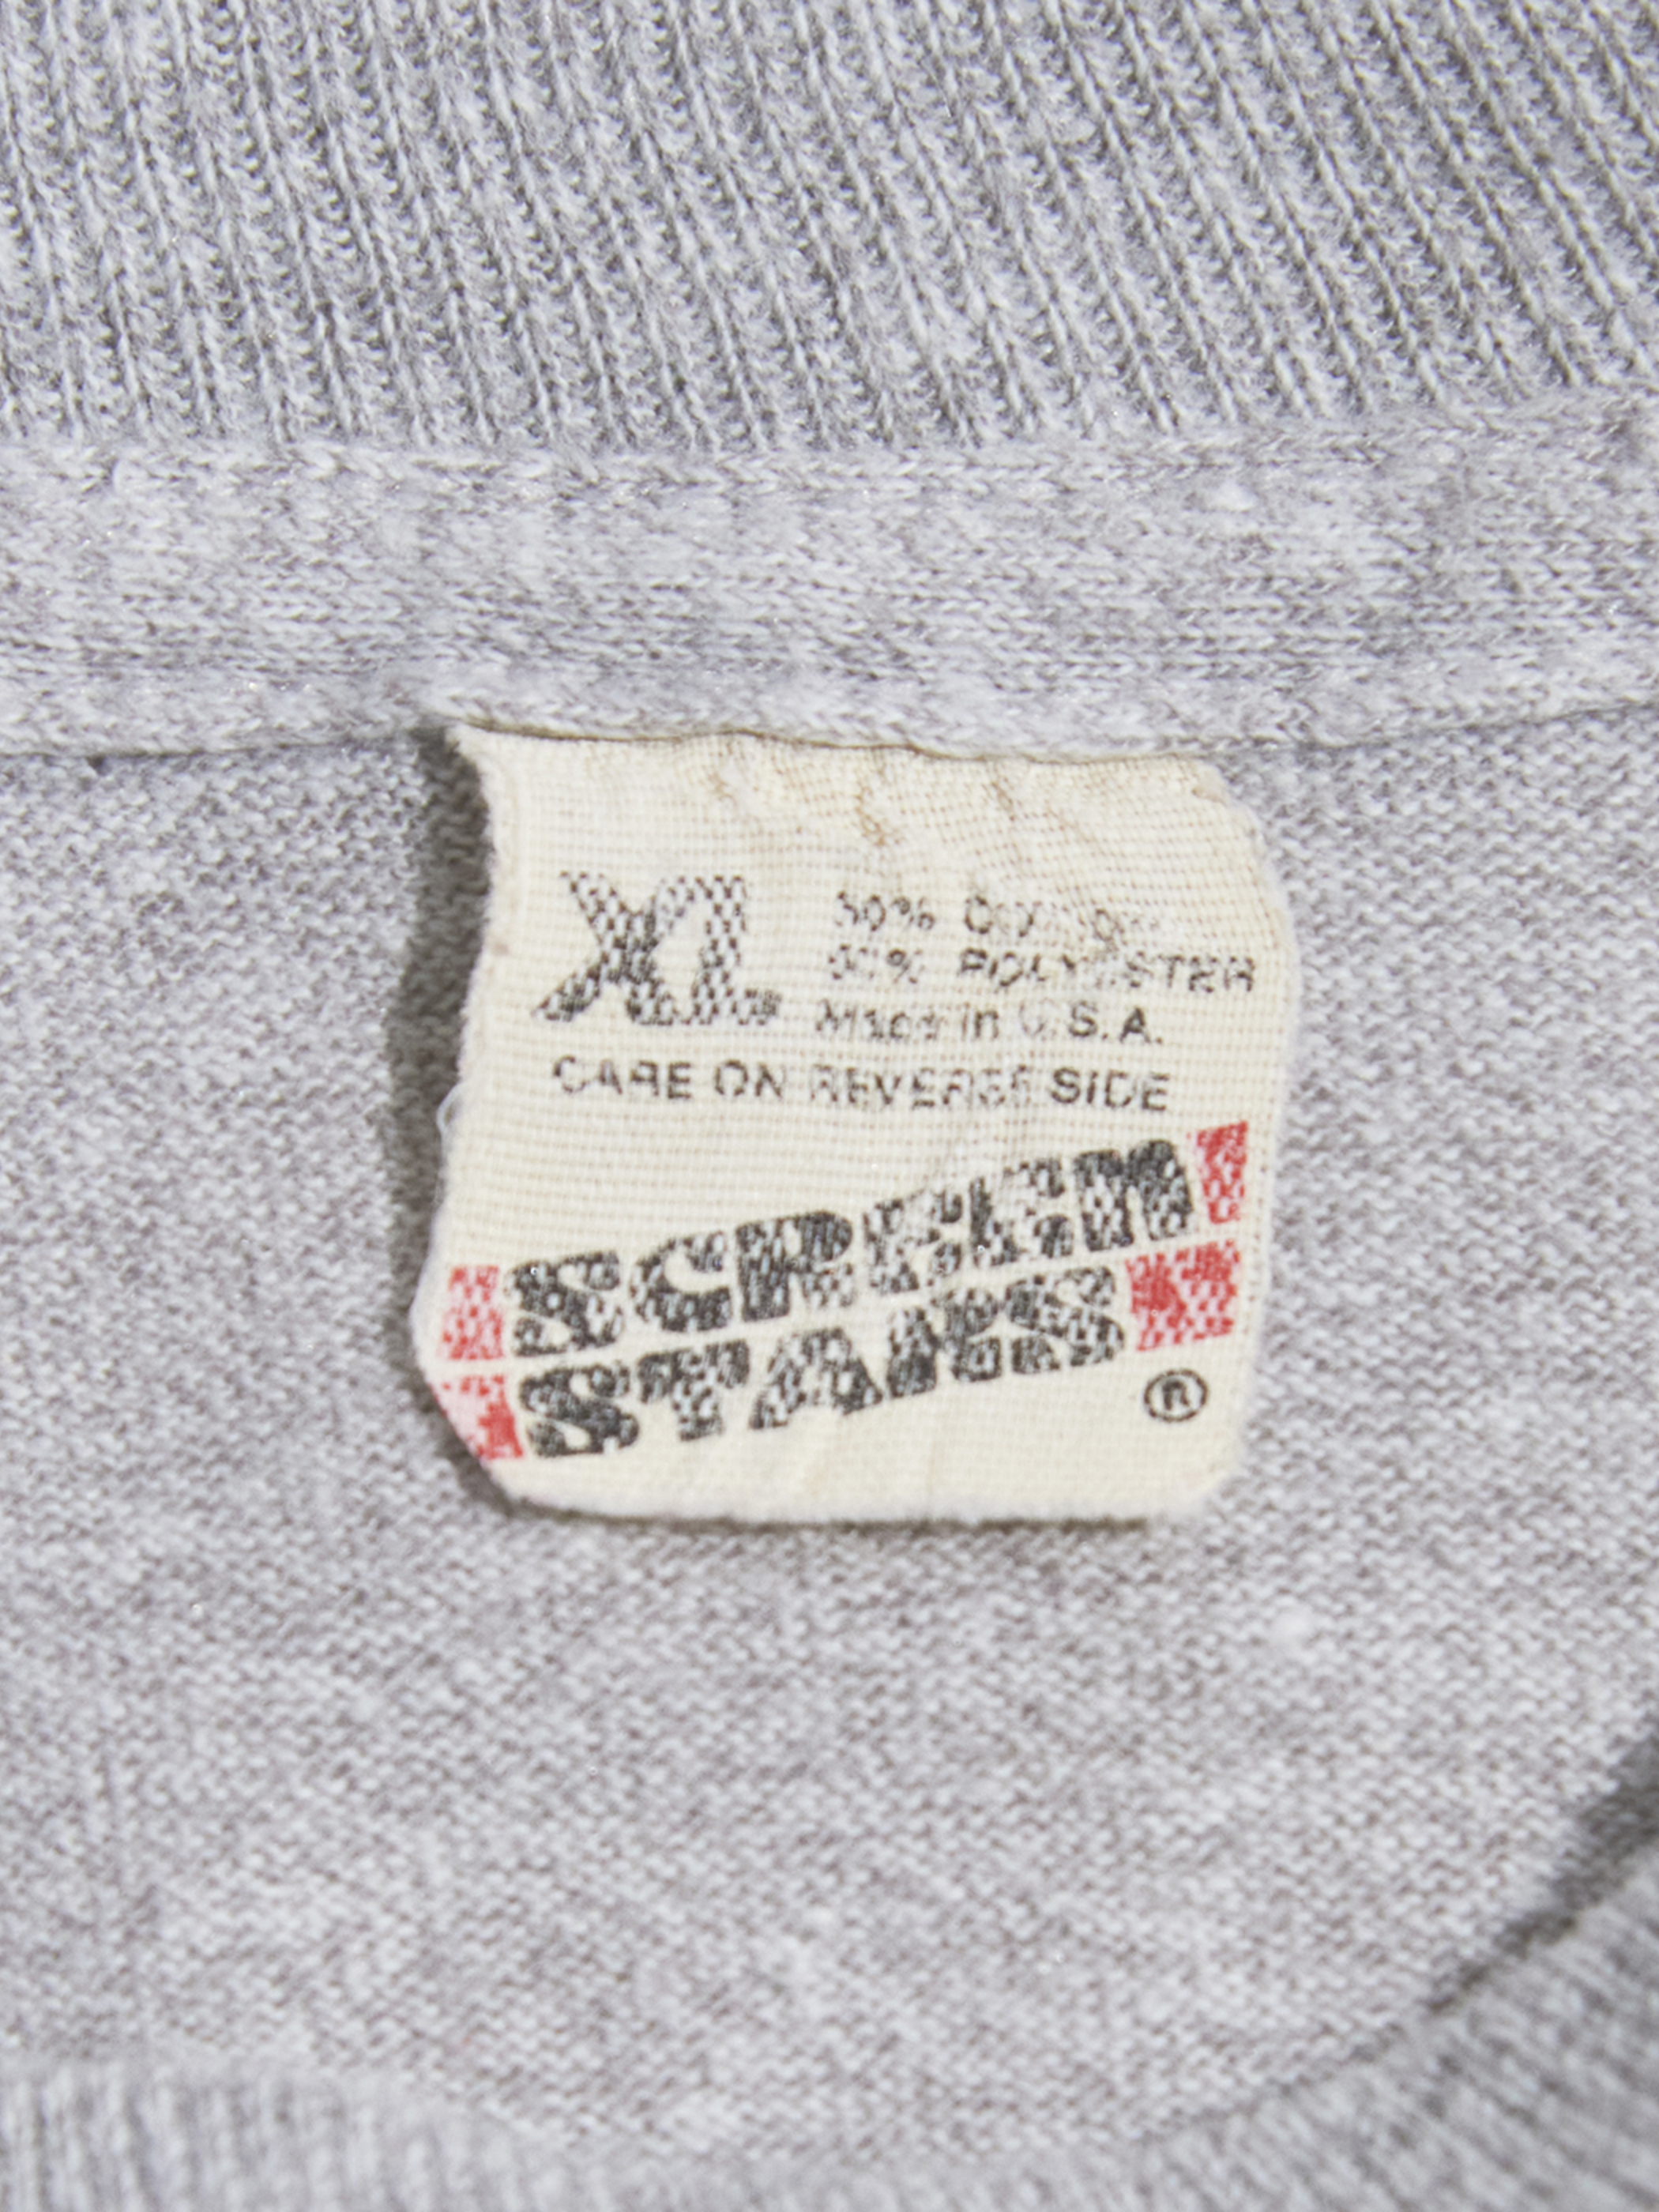 XL
50% COTTON
50% POLYESTER
Made in U.S.A.
CARE ON REVERSE SIDE
SCREEN
STARS
®